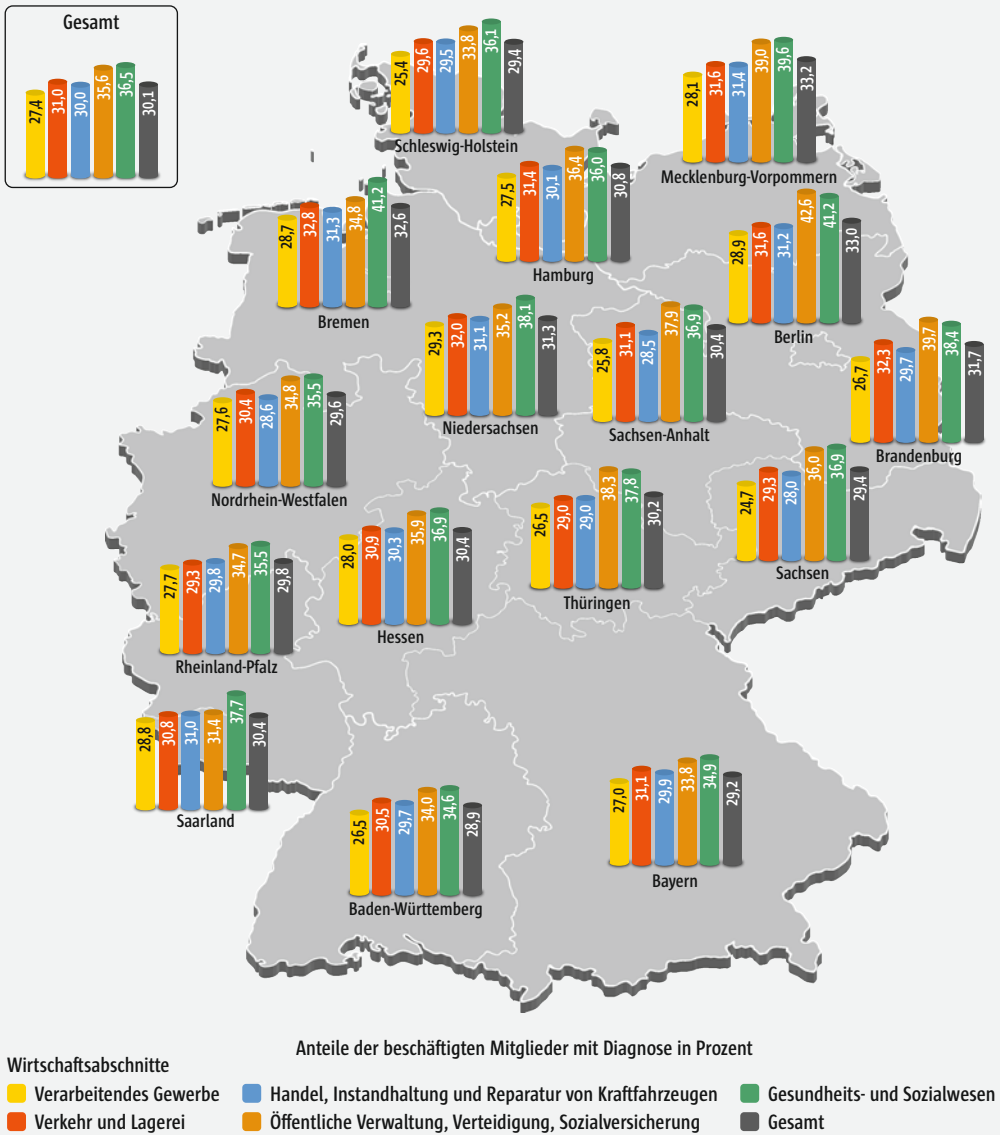 Gesamt
27,4 31,0 30,0 35,6 36,5 30,1
25,4 29,6 29,5 33,8 36,1 29,4
Schleswig-Holstein
28,1 31,6 31,4 39,0 39,6 33,2
Mecklenburg-Vorpommern
27,5 31,4 30,1 36,4 36,0 30,8
Hamburg
28,7 32,8 31,3 34,8 41,2 32,6
Bremen
28,9 31,6 31,2 42,6 41,2 33,0
Berlin
29,3 32,0 31,1 35,2 38,1 31,3
Niedersachsen
25,8 31,1 28,5 37,9 36,9 30,4
Sachsen-Anhalt
26,7 32,3 29,7 39,7 38,4 31,7
Brandenburg
27,6 30,4 28,6 34,8 35,5 29,6
Nordrhein-Westfalen
24,7 29,3 28,0 36,0 36,9 29,4
Sachsen
26,5 29,0 29,0 38,3 37,8 30,2
Thüringen
28,0 30,9 30,3 35,9 36,9 30,4
Hessen
27,7 29,3 29,8 34,7 35,5 29,8
Rheinland-Pfalz
28,8 30,8 31,0 31,4 37,7 30,4
Saarland
26,5 30,5 29,7 34,0 34,6 28,9
Baden-Württemberg
27,0 31,1 29,9 33,8 34,9 29,2
Bayern
Anteile der beschäftigten Mitglieder mit Diagnose in Prozent
Wirtschaftsabschnitte
Verarbeitendes Gewerbe
Handel, Instandhaltung und Reparatur von Kraftfahrzeugen
Gesundheits- und Sozialwesen
Verkehr und Lagerei
Öffentliche Verwaltung, Verteidigung, Sozialversicherung
Gesamt